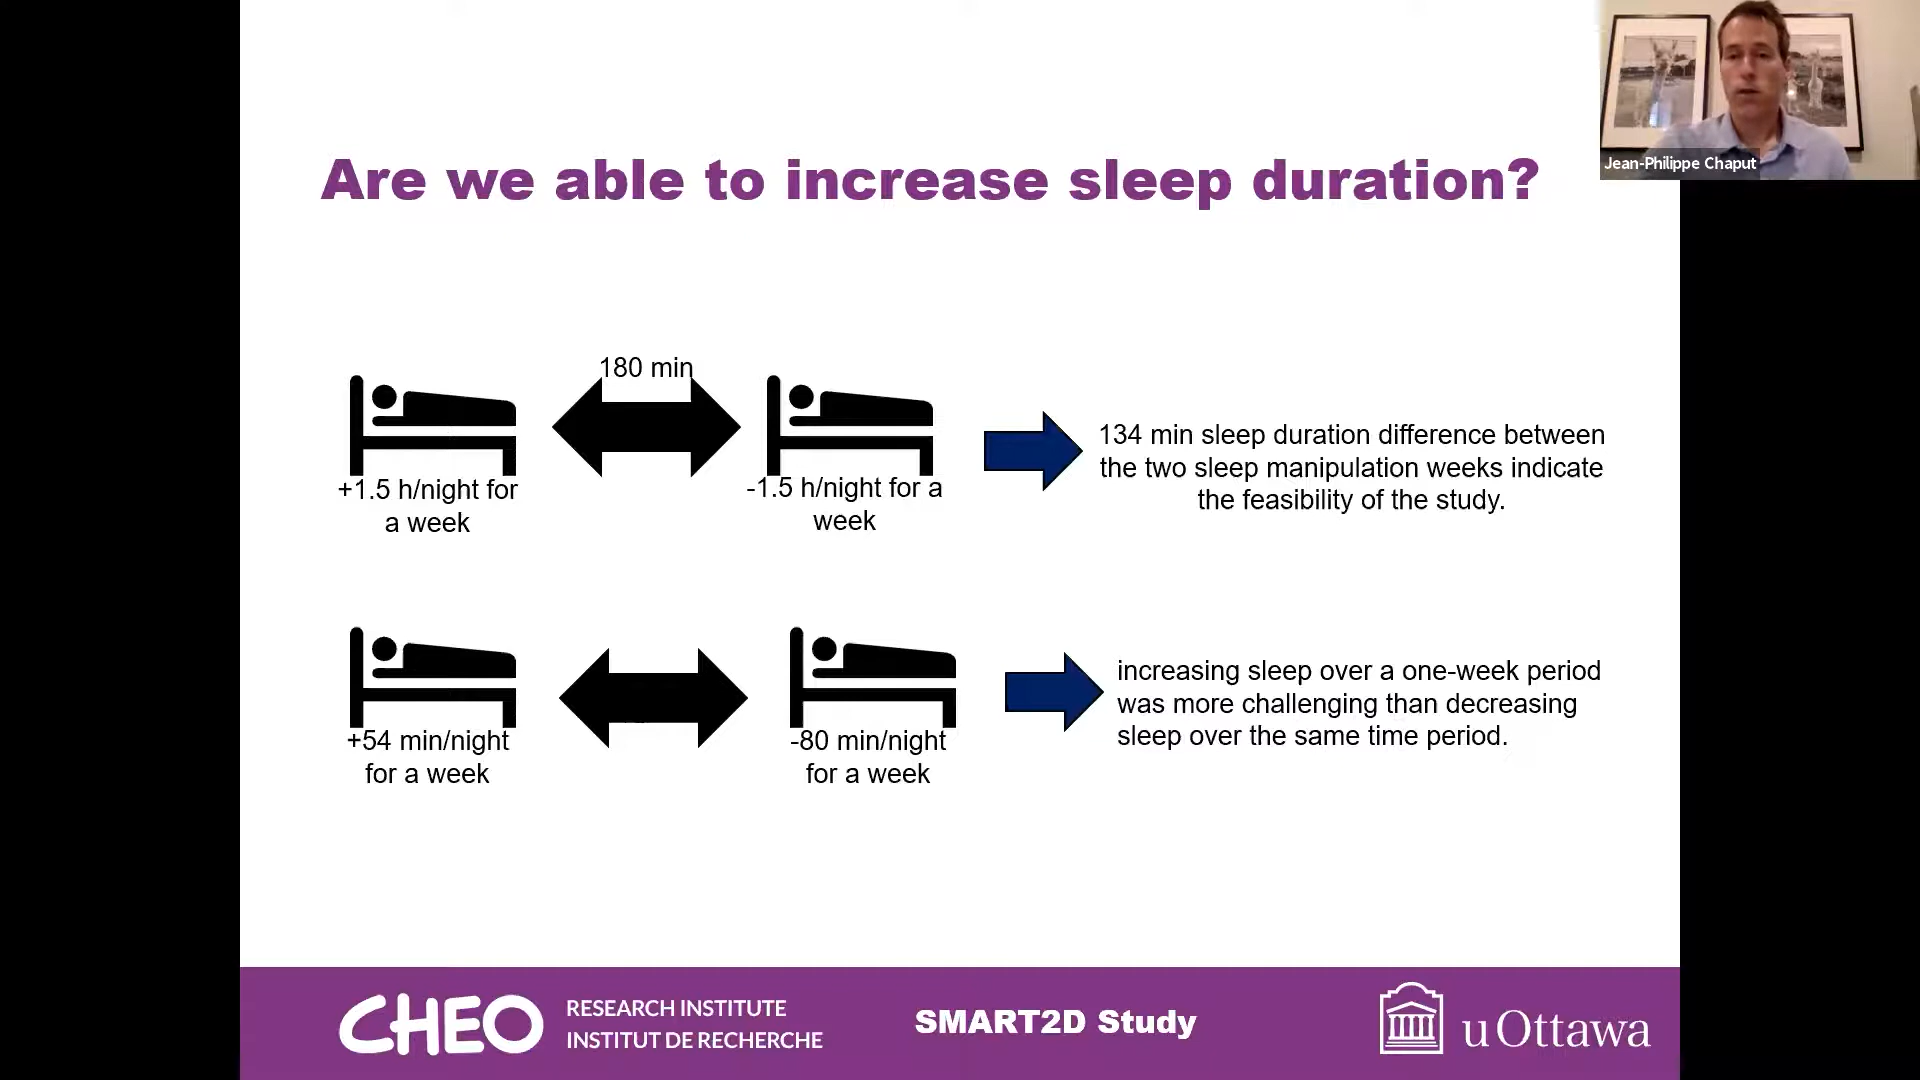 Jean-Philippe Chaput
Are we able to increase sleep duration?
180 min
+1.5 h/night for
a week
-1.5 h/night for a
week
134 min sleep duration difference between
the two sleep manipulation weeks indicate
the feasibility of the study.
+54 min/night
for a week
-80 min/night
for a week
increasing sleep over a one-week period
was more challenging than decreasing
sleep over the same time period.
CHEO
RESEARCH INSTITUTE
INSTITUT DE RECHERCHE
SMART2D Study
uOttawa